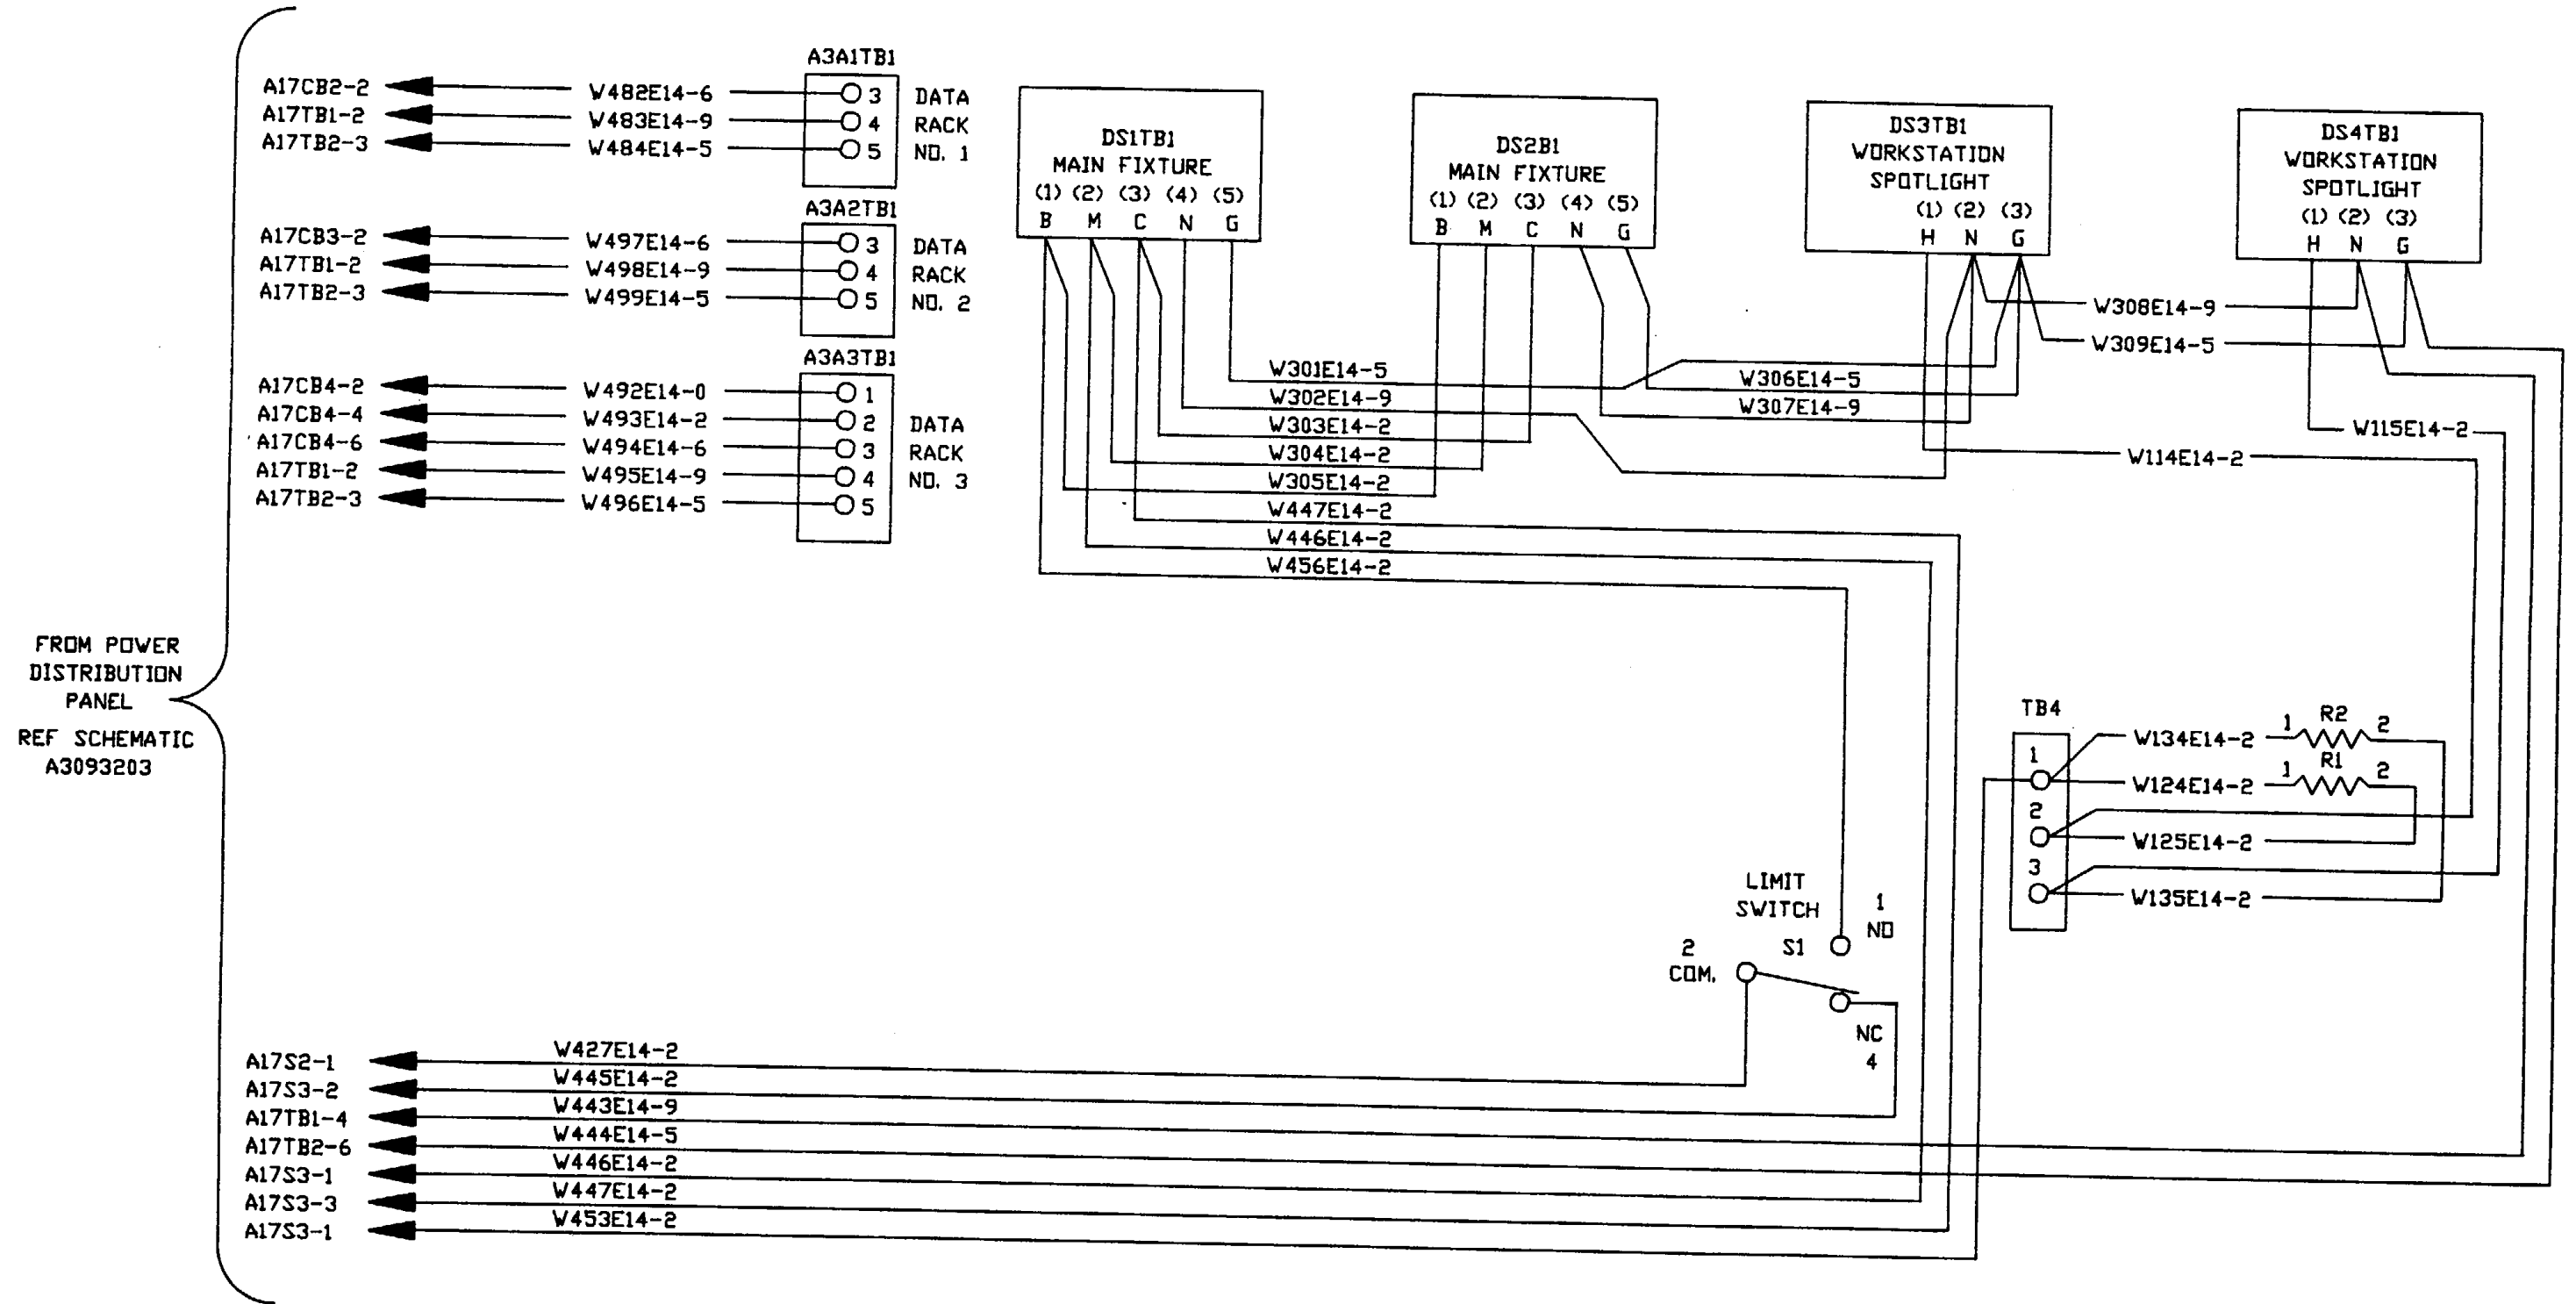 FROM POWER
DISTRIBUTION
PANEL
REF SCHEMATIC
A3093203
A3A1TB1
A17CB2-2 W482E14-6 3
A17TB1-2 W483E14-9 4
A17TB2-3 W484E14-5 5
DATA
RACK
NO. 1
A3A2TB1
A17CB3-2 W497E14-6 3
A17TB1-2 W498E14-9 4
A17TB2-3 W499E14-5 5
DATA
RACK
NO. 2
A3A3TB1
A17CB4-2 W492E14-0 1
A17CB4-4 W493E14-2 2
A17CB4-6 W494E14-6 3
A17TB1-2 W495E14-9 4
A17TB2-3 W496E14-5 5
DATA
RACK
NO. 3
DS1TB1
MAIN FIXTURE
(1) (2) (3) (4) (5)
B M C N G
DS2B1
MAIN FIXTURE
(1) (2) (3) (4) (5)
B M C N G
DS3TB1
WORKSTATION
SPOTLIGHT
(1) (2) (3)
H N G
DS4TB1
WORKSTATION
SPOTLIGHT
(1) (2) (3)
H N G
W308E14-9
W309E14-5
W301E14-5
W302E14-9
W303E14-2
W304E14-2
W305E14-2
W447E14-2
W446E14-2
W456E14-2
W306E14-5
W307E14-9
W115E14-2
W114E14-2
TB4
1
2
3
W134E14-2 1 R2 2
W124E14-2 1 R1 2
W125E14-2
W135E14-2
LIMIT
SWITCH
S1
1
NO
2
COM.
NC
4
A17S2-1 W427E14-2
A17S3-2 W445E14-2
A17TB1-4 W443E14-9
A17TB2-6 W444E14-5
A17S3-1 W446E14-2
A17S3-3 W447E14-2
A17S3-1 W453E14-2